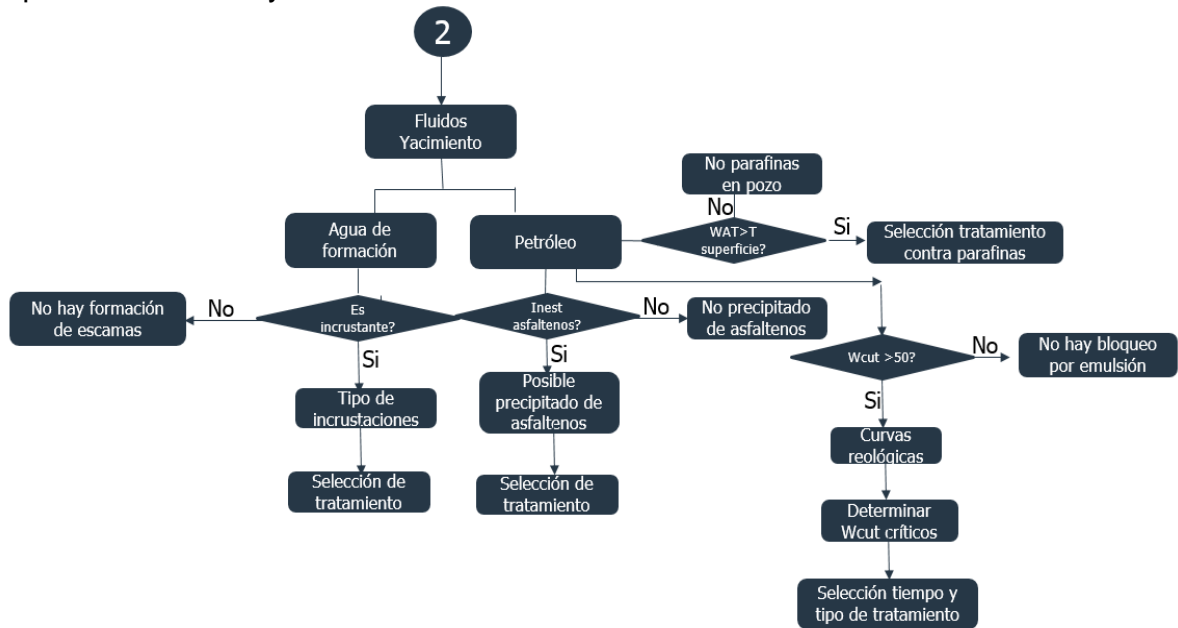 2
Fluidos
Yacimiento
No parafinas
en pozo
No
Agua de
formación
Petróleo
WAT>T
superficie?
Si
Selección tratamiento
contra parafinas
No hay formación
de escamas
No
Es
incrustante?
Inest
asfaltenos?
No
No precipitado
de asfaltenos
Wcut >50?
No
No hay bloqueo
por emulsión
Si
Si
Si
Tipo de
incrustaciones
Posible
precipitado de
asfaltenos
Curvas
reológicas
Selección de
tratamiento
Selección de
tratamiento
Determinar
Wcut críticos
Selección tiempo y
tipo de tratamiento